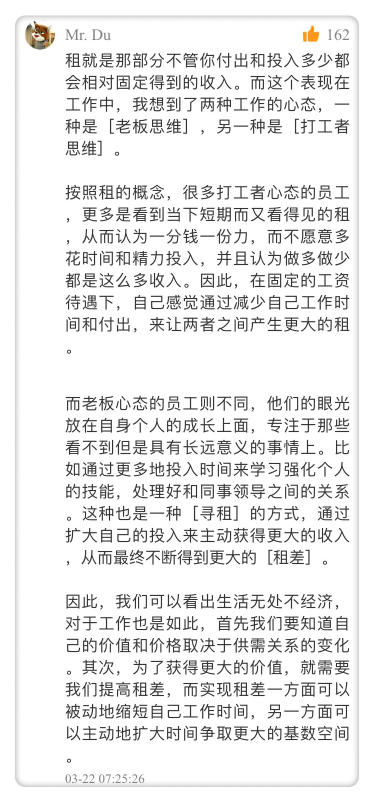 Mr. Du 162
租就是那部分不管你付出和投入多少都
会相对固定得到的收入。而这个表现在
工作中，我想到了两种工作的心态，一
种是［老板思维］，另一种是［打工者
思维］。
按照租的概念，很多打工者心态的员工
，更多是看到当下短期而又看得见的租
，从而认为一分钱一份力，而不愿意多
花时间和精力投入，并且认为做多做少
都是这么多收入。因此，在固定的工资
待遇下，自己感觉通过减少自己工作时
间和付出，来让两者之间产生更大的租
。
而老板心态的员工则不同，他们的眼光
放在自身个人的成长上面，专注于那些
看不到但是具有长远意义的事情上。比
如通过更多地投入时间来学习强化个人
的技能，处理好和同事领导之间的关系
。这种也是一种［寻租］的方式，通过
扩大自己的投入来主动获得更大的收入
，从而最终不断得到更大的［租差］。
因此，我们可以看出生活无处不经济，
对于工作也是如此，首先我们要知道自
己的价值和价格取决于供需关系的变化
。其次，为了获得更大的价值，就需要
我们提高租差，而实现租差一方面可以
被动地缩短自己工作时间，另一方面可
以主动地扩大时间争取更大的基数空间
。
03-22 07:25:26